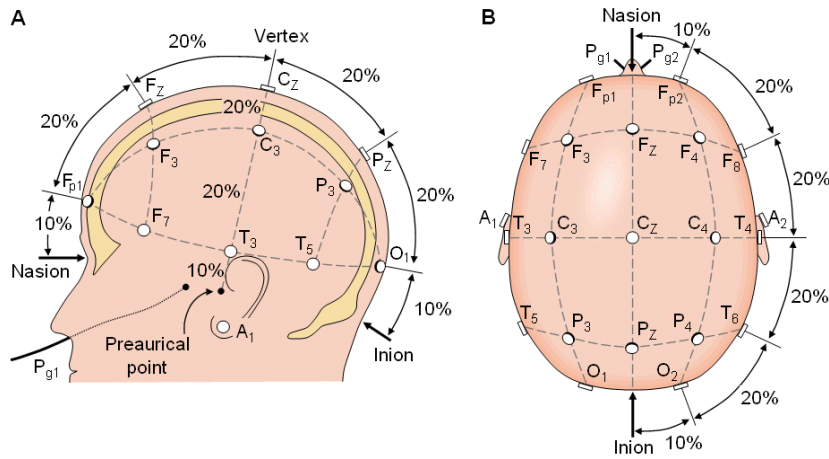 A
Vertex
20%
20%
Fz
Cz
20%
20%
20%
F3
C3
Pz
Fp1
20%
P3
20%
10%
F7
T3
T5
O1
Nasion
10%
10%
A1
Preaurical
point
Inion
Pg1
B
Nasion
10%
Pg1
Pg2
Fp1
Fp2
20%
F7
F3
Fz
F4
F8
20%
A1
T3
C3
Cz
C4
T4
A2
20%
T5
P3
Pz
P4
T6
O1
O2
20%
Inion
10%